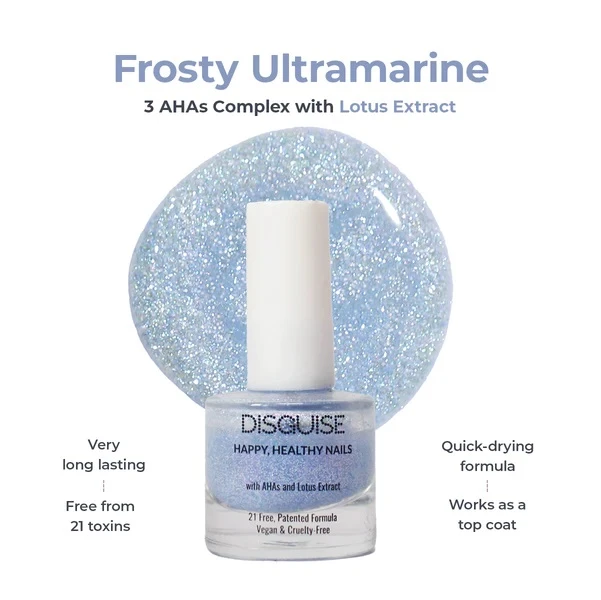 Frosty Ultramarine
3 AHAs Complex with Lotus Extract
DISGUISE
HAPPY, HEALTHY NAILS
with AHAs and Lotus Extract
21 Free, Patented Formula
Vegan & Cruelty-Free
Very
long lasting
Free from
21 toxins
Quick-drying
formula
Works as a
top coat